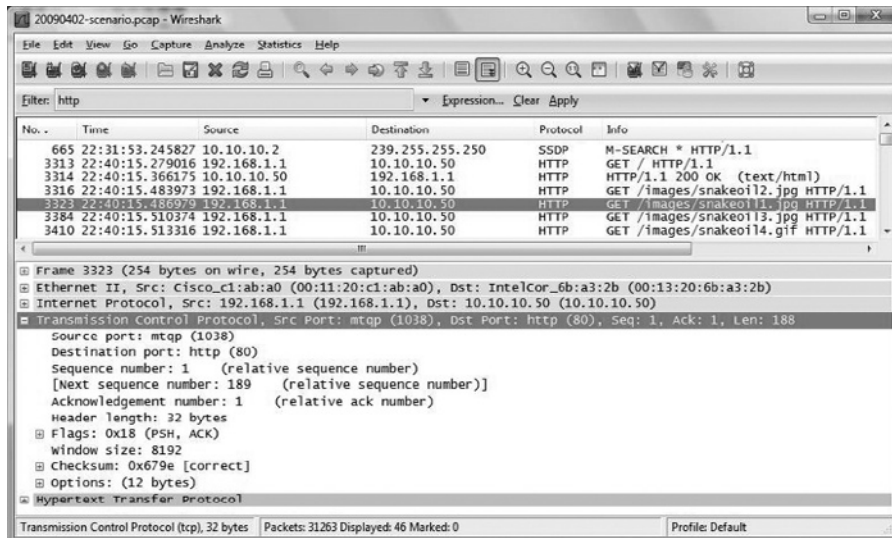 20090402-scenario.pcap - Wireshark
File Edit View Go Capture Analyze Statistics Help
Filter: http Expression... Clear Apply
No. . Time Source Destination Protocol Info
665 22:31:53.245827 10.10.10.2 239.255.255.250 SSDP M-SEARCH * HTTP/1.1
3313 22:40:15.279016 192.168.1.1 10.10.10.50 HTTP GET / HTTP/1.1
3314 22:40:15.366175 10.10.10.50 192.168.1.1 HTTP HTTP/1.1 200 OK (text/html)
3316 22:40:15.483973 192.168.1.1 10.10.10.50 HTTP GET /images/snakeoil2.jpg HTTP/1.1
3323 22:40:15.486979 192.168.1.1 10.10.10.50 HTTP GET /images/snakeoil1.jpg HTTP/1.1
3384 22:40:15.510374 192.168.1.1 10.10.10.50 HTTP GET /images/snakeoil3.jpg HTTP/1.1
3410 22:40:15.513316 192.168.1.1 10.10.10.50 HTTP GET /images/snakeoil4.gif HTTP/1.1
Frame 3323 (254 bytes on wire, 254 bytes captured)
Ethernet II, Src: Cisco_c1:ab:a0 (00:11:20:c1:ab:a0), Dst: IntelCor_6b:a3:2b (00:13:20:6b:a3:2b)
Internet Protocol, Src: 192.168.1.1 (192.168.1.1), Dst: 10.10.10.50 (10.10.10.50)
Transmission Control Protocol, Src Port: mtqp (1038), Dst Port: http (80), Seq: 1, Ack: 1, Len: 188
Source port: mtqp (1038)
Destination port: http (80)
Sequence number: 1 (relative sequence number)
[Next sequence number: 189 (relative sequence number)]
Acknowledgement number: 1 (relative ack number)
Header length: 32 bytes
Flags: 0x18 (PSH, ACK)
Window size: 8192
Checksum: 0x679e [correct]
Options: (12 bytes)
Hypertext Transfer Protocol
Transmission Control Protocol (tcp), 32 bytes Packets: 31263 Displayed: 46 Marked: 0 Profile: Default